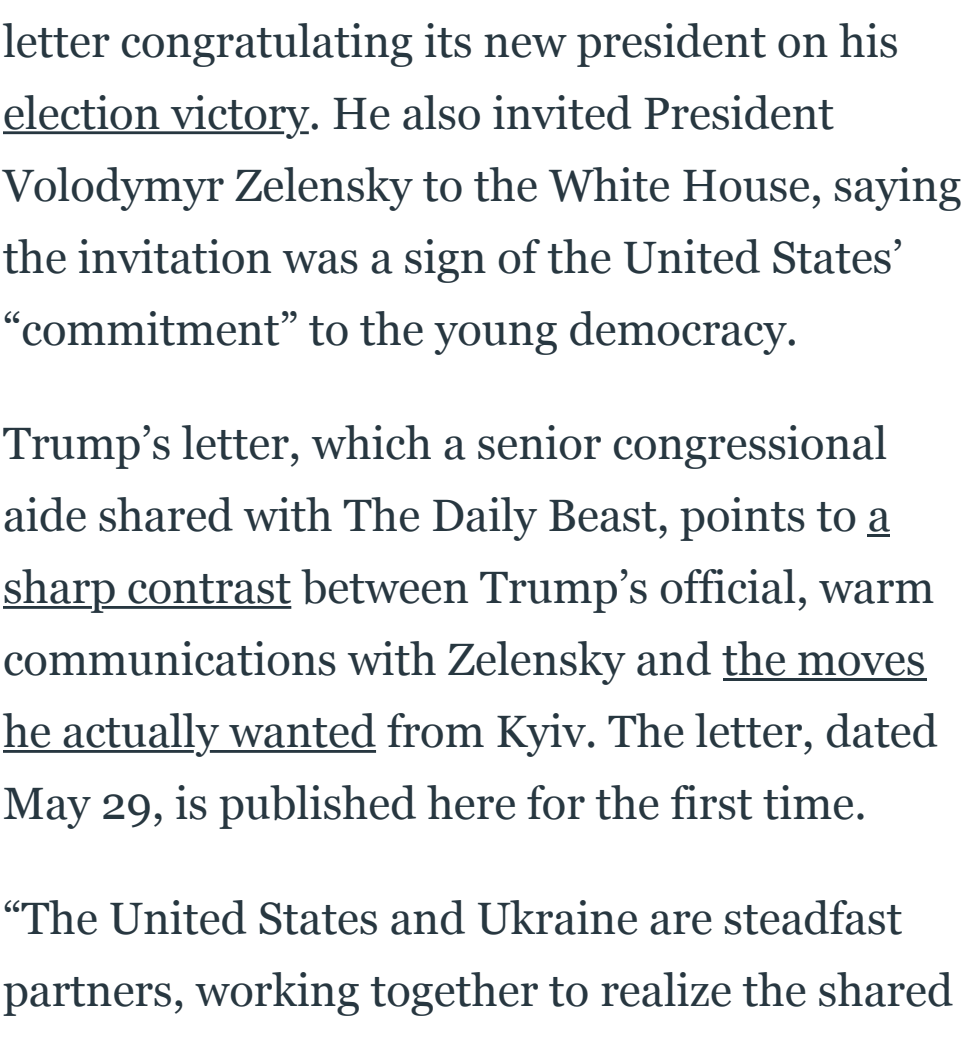 letter congratulating its new president on his
election victory. He also invited President
Volodymyr Zelensky to the White House, saying
the invitation was a sign of the United States’
“commitment” to the young democracy.
Trump’s letter, which a senior congressional
aide shared with The Daily Beast, points to a
sharp contrast between Trump’s official, warm
communications with Zelensky and the moves
he actually wanted from Kyiv. The letter, dated
May 29, is published here for the first time.
“The United States and Ukraine are steadfast
partners, working together to realize the shared